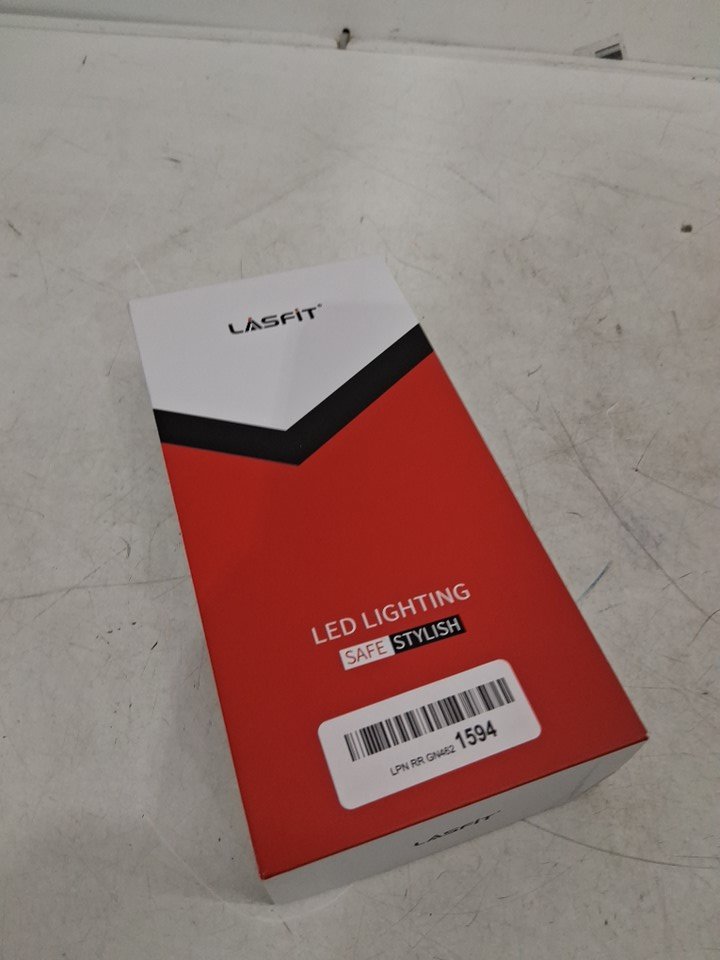 LASFIT®
LED LIGHTING
SAFE STYLISH
LPN RR GN462 1594
LASFIT